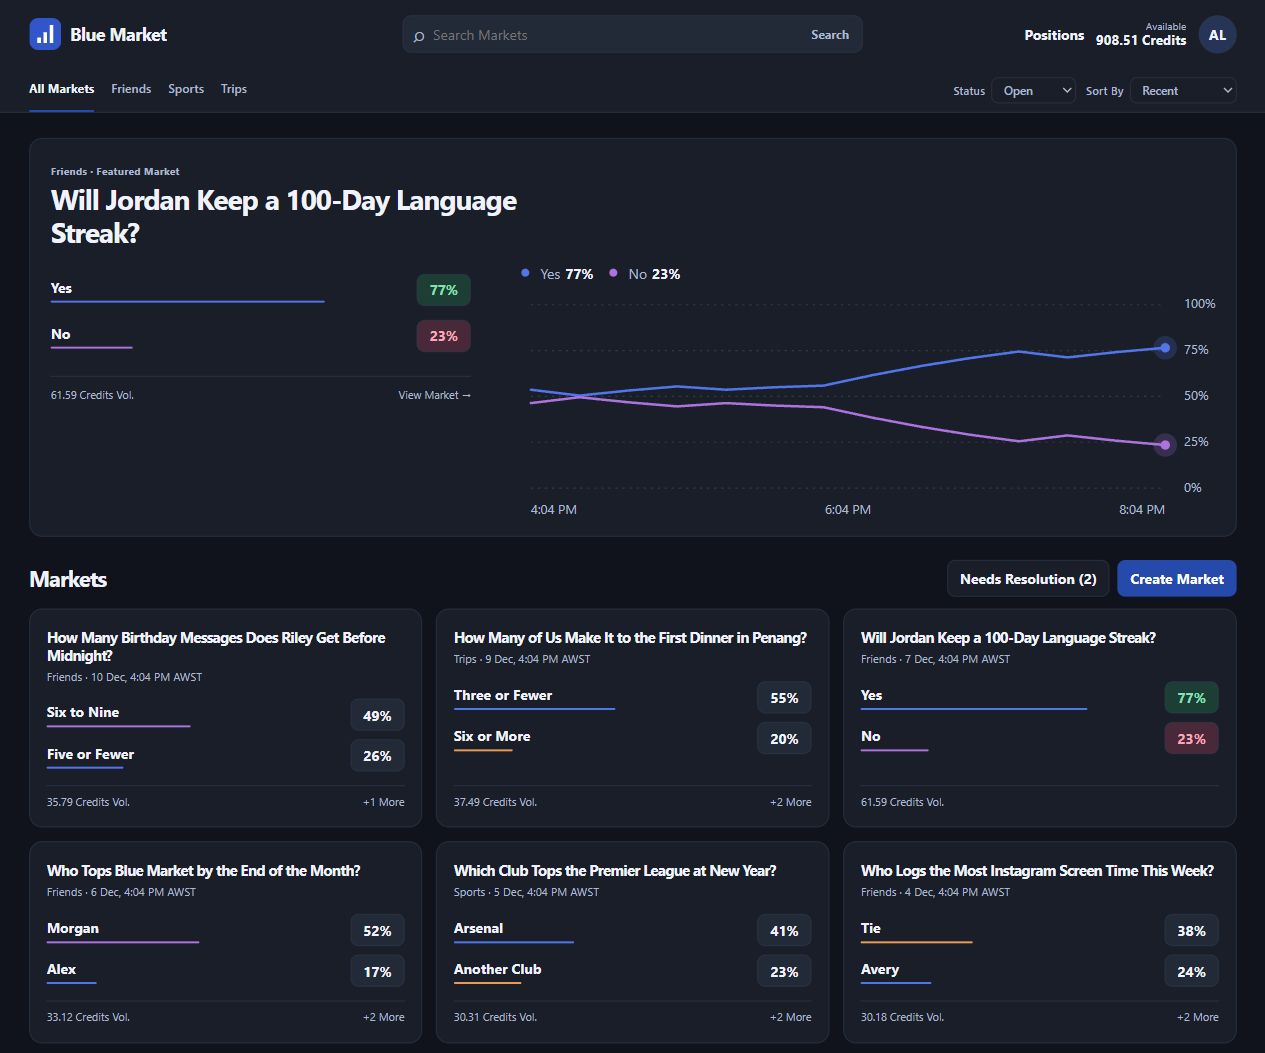 Blue Market
Search Markets
Search
Positions
Available
908.51 Credits
AL
All Markets
Friends
Sports
Trips
Status
Open
Sort By
Recent
Friends · Featured Market
Will Jordan Keep a 100-Day Language
Streak?
Yes
77%
No
23%
61.59 Credits Vol.
View Market →
Yes 77%
No 23%
100%
75%
50%
25%
0%
4:04 PM
6:04 PM
8:04 PM
Markets
Needs Resolution (2)
Create Market
How Many Birthday Messages Does Riley Get Before
Midnight?
Friends · 10 Dec, 4:04 PM AWST
Six to Nine
49%
Five or Fewer
26%
35.79 Credits Vol.
+1 More
How Many of Us Make It to the First Dinner in Penang?
Trips · 9 Dec, 4:04 PM AWST
Three or Fewer
55%
Six or More
20%
37.49 Credits Vol.
+2 More
Will Jordan Keep a 100-Day Language Streak?
Friends · 7 Dec, 4:04 PM AWST
Yes
77%
No
23%
61.59 Credits Vol.
Who Tops Blue Market by the End of the Month?
Friends · 6 Dec, 4:04 PM AWST
Morgan
52%
Alex
17%
33.12 Credits Vol.
+2 More
Which Club Tops the Premier League at New Year?
Sports · 5 Dec, 4:04 PM AWST
Arsenal
41%
Another Club
23%
30.31 Credits Vol.
+2 More
Who Logs the Most Instagram Screen Time This Week?
Friends · 4 Dec, 4:04 PM AWST
Tie
38%
Avery
24%
30.18 Credits Vol.
+2 More